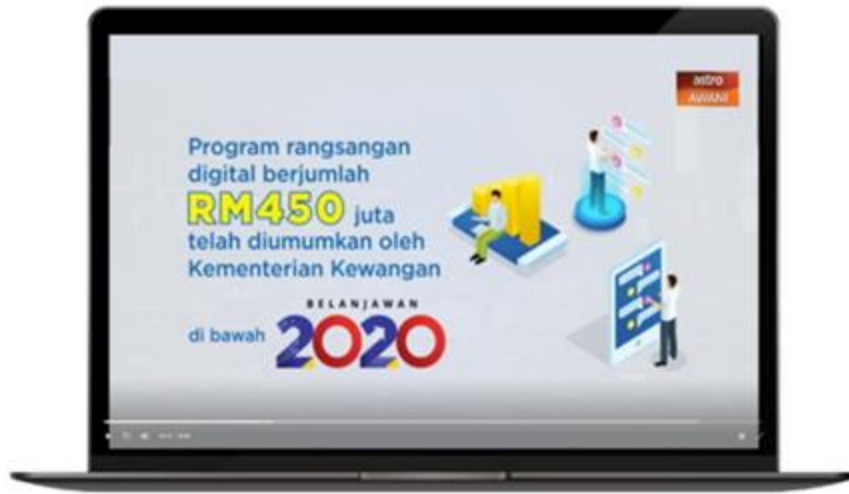 astro
AWANI
Program rangsangan
digital berjumlah
RM450 juta
telah diumumkan oleh
Kementerian Kewangan
BELANJAWAN
di bawah 2020